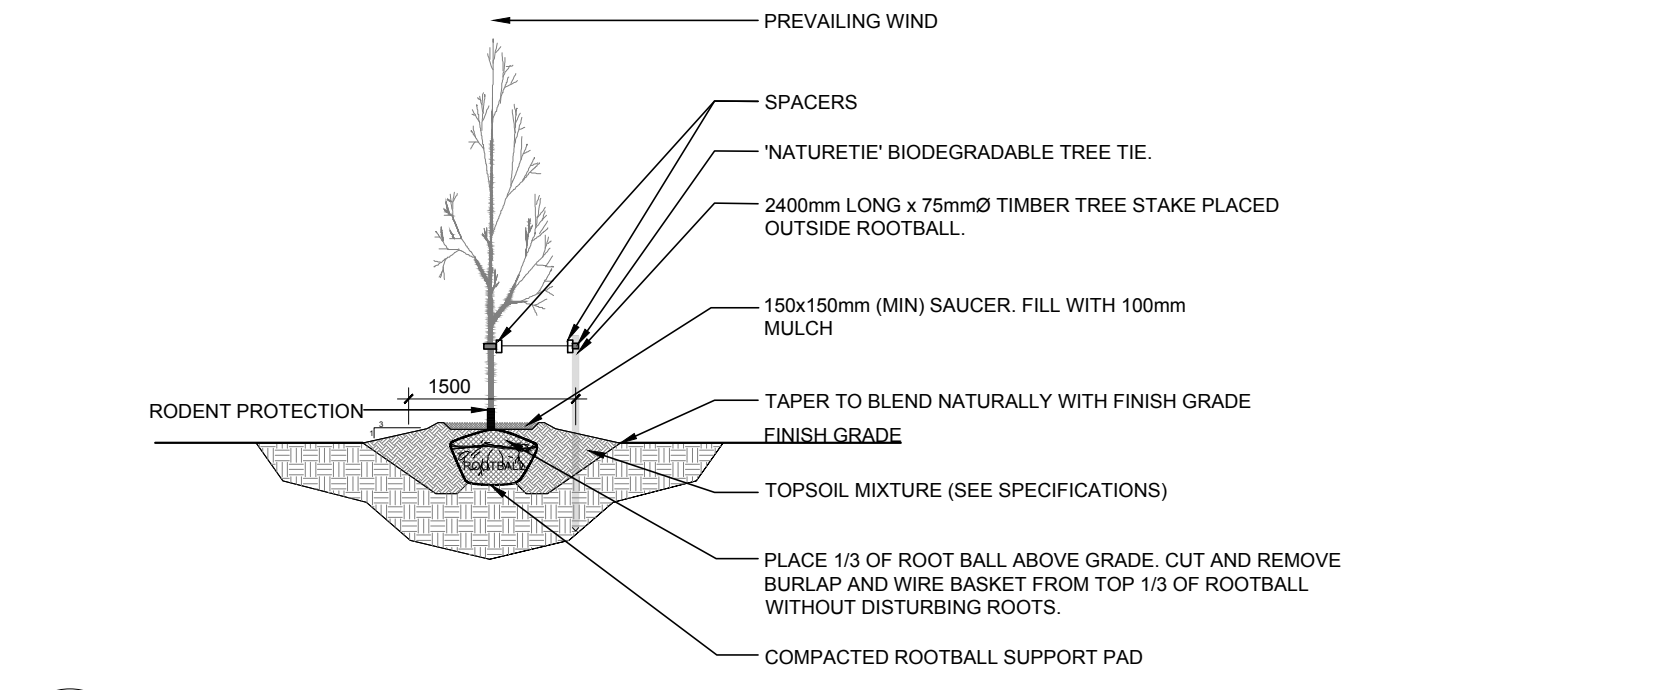 PREVAILING WIND
SPACERS
'NATURETIE' BIODEGRADABLE TREE TIE.
2400mm LONG x 75mmØ TIMBER TREE STAKE PLACED
OUTSIDE ROOTBALL.
150x150mm (MIN) SAUCER. FILL WITH 100mm
MULCH
1500
RODENT PROTECTION
TAPER TO BLEND NATURALLY WITH FINISH GRADE
3
1
FINISH GRADE
ROOTBALL
TOPSOIL MIXTURE (SEE SPECIFICATIONS)
PLACE 1/3 OF ROOT BALL ABOVE GRADE. CUT AND REMOVE
BURLAP AND WIRE BASKET FROM TOP 1/3 OF ROOTBALL
WITHOUT DISTURBING ROOTS.
COMPACTED ROOTBALL SUPPORT PAD